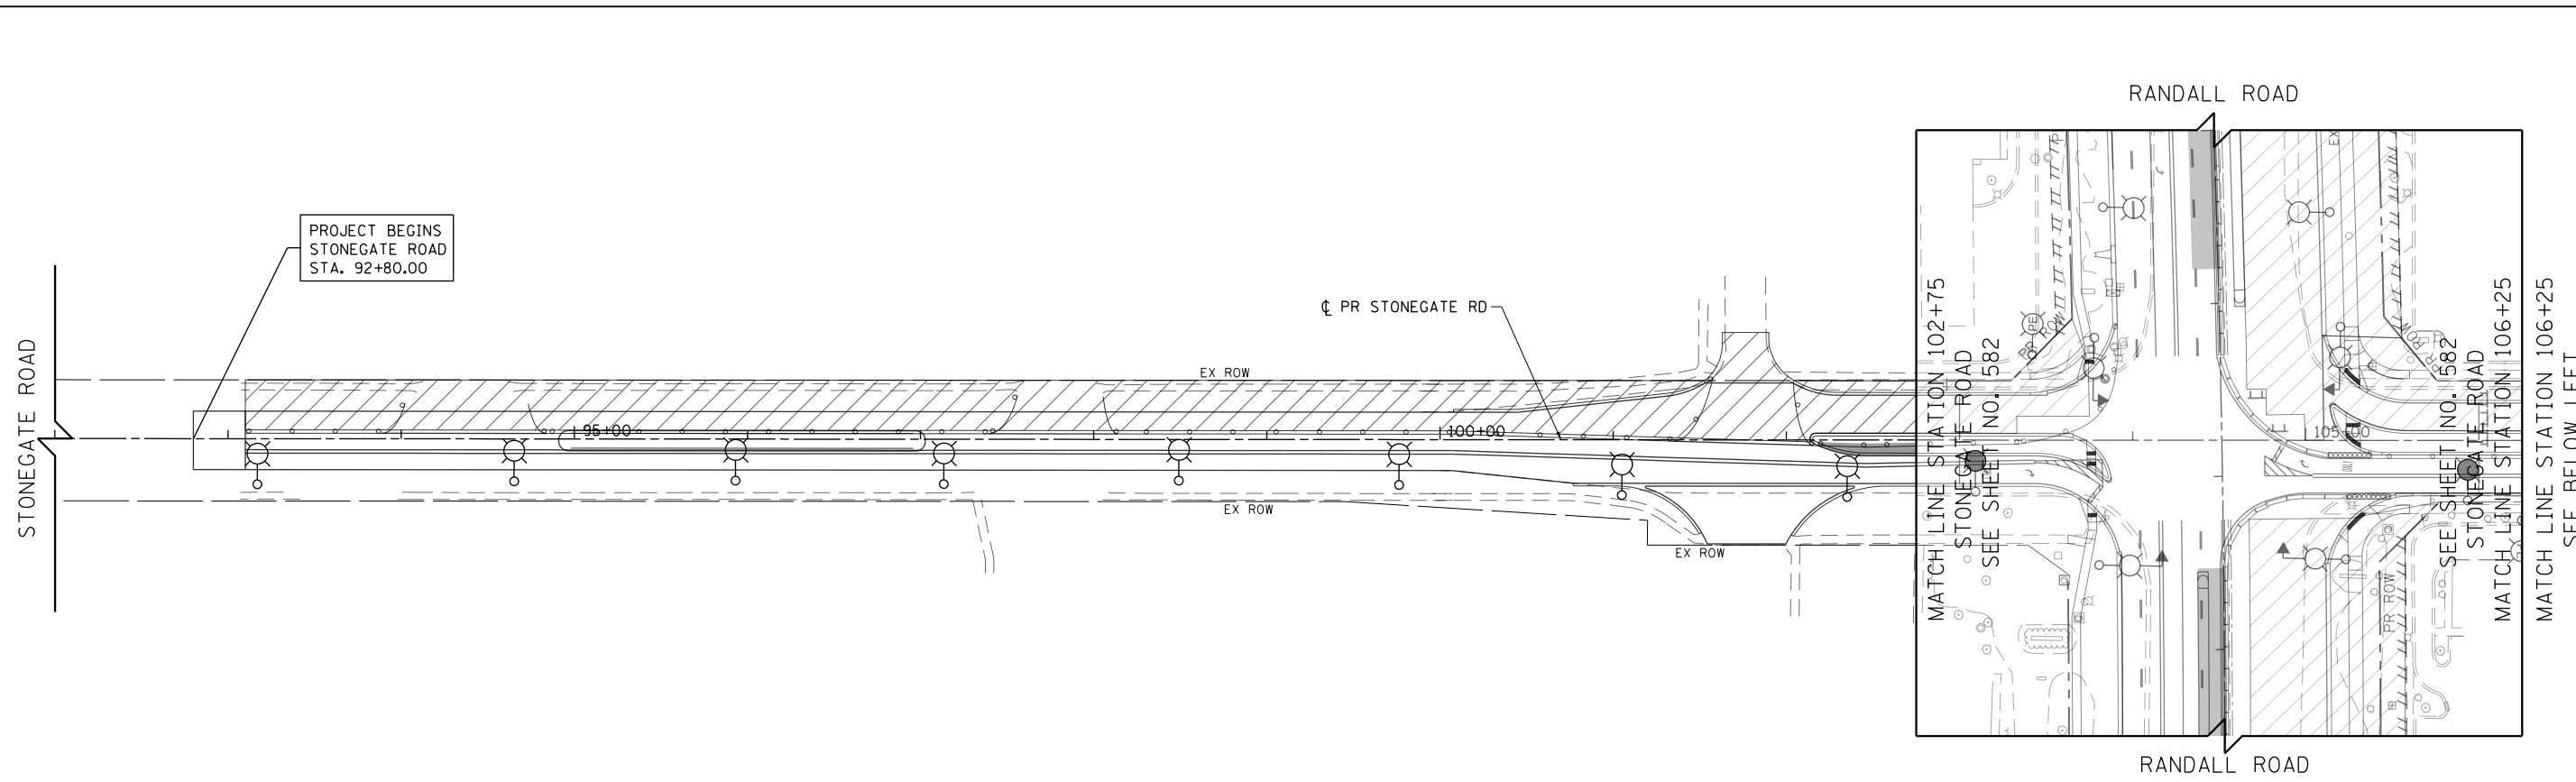 RANDALL ROAD
PROJECT BEGINS
STONEGATE ROAD
STA. 92+80.00
STONEGATE ROAD
℄ PR STONEGATE RD
EX ROW
95+00
100+00
105+00
EX ROW
EX ROW
MATCH LINE STATION 102+75
STONEGATE ROAD
SEE SHEET NO. 582
PR ROW
PE
EX
SEE SHEET NO. 582
STONEGATE ROAD
MATCH LINE STATION 106+25
MATCH LINE STATION 106+25
SEE BELOW LEFT
PR ROW
RANDALL ROAD